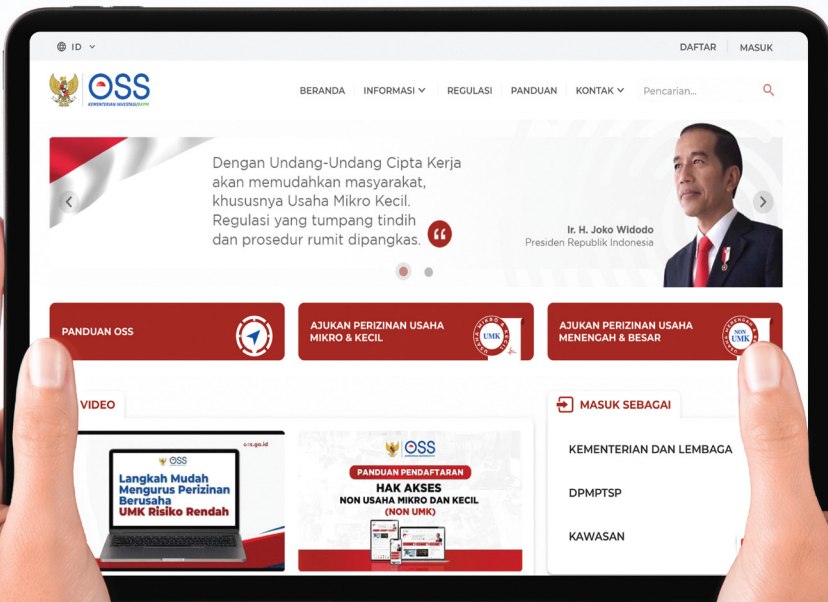 ID
DAFTAR
MASUK
OSS
KEMENTERIAN INVESTASI/BKPM
BERANDA
INFORMASI
REGULASI
PANDUAN
KONTAK
Pencarian...
Dengan Undang-Undang Cipta Kerja
akan memudahkan masyarakat,
khususnya Usaha Mikro Kecil.
Regulasi yang tumpang tindih
dan prosedur rumit dipangkas.
Ir. H. Joko Widodo
Presiden Republik Indonesia
PANDUAN OSS
AJUKAN PERIZINAN USAHA
MIKRO & KECIL
USAHA MIKRO & KECIL
UMK
AJUKAN PERIZINAN USAHA
MENENGAH & BESAR
NON
UMK
VIDEO
MASUK SEBAGAI
oss.go.id
OSS
Langkah Mudah
Mengurus Perizinan
Berusaha
UMK Risiko Rendah
OSS
PANDUAN PENDAFTARAN
HAK AKSES
NON USAHA MIKRO DAN KECIL
(NON UMK)
KEMENTERIAN DAN LEMBAGA
DPMPTSP
KAWASAN